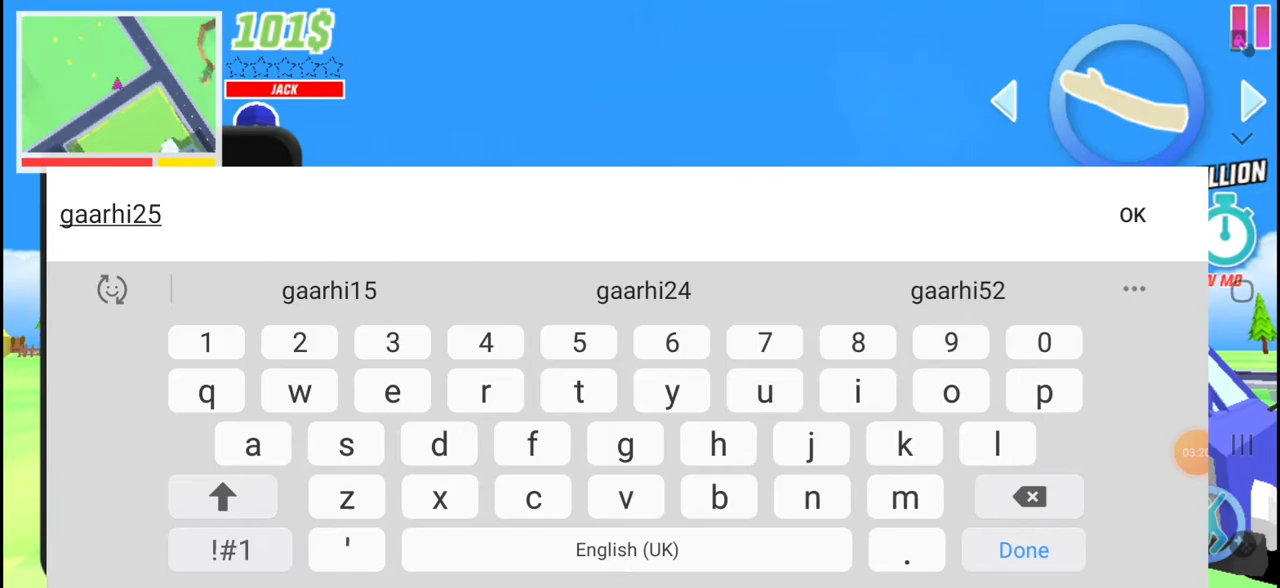 101$
JACK
LLION
gaarhi25
OK
gaarhi15 gaarhi24 gaarhi52
1 2 3 4 5 6 7 8 9 0
q w e r t y u i o p
a s d f g h j k l
z x c v b n m
!#1 ' English (UK) . Done